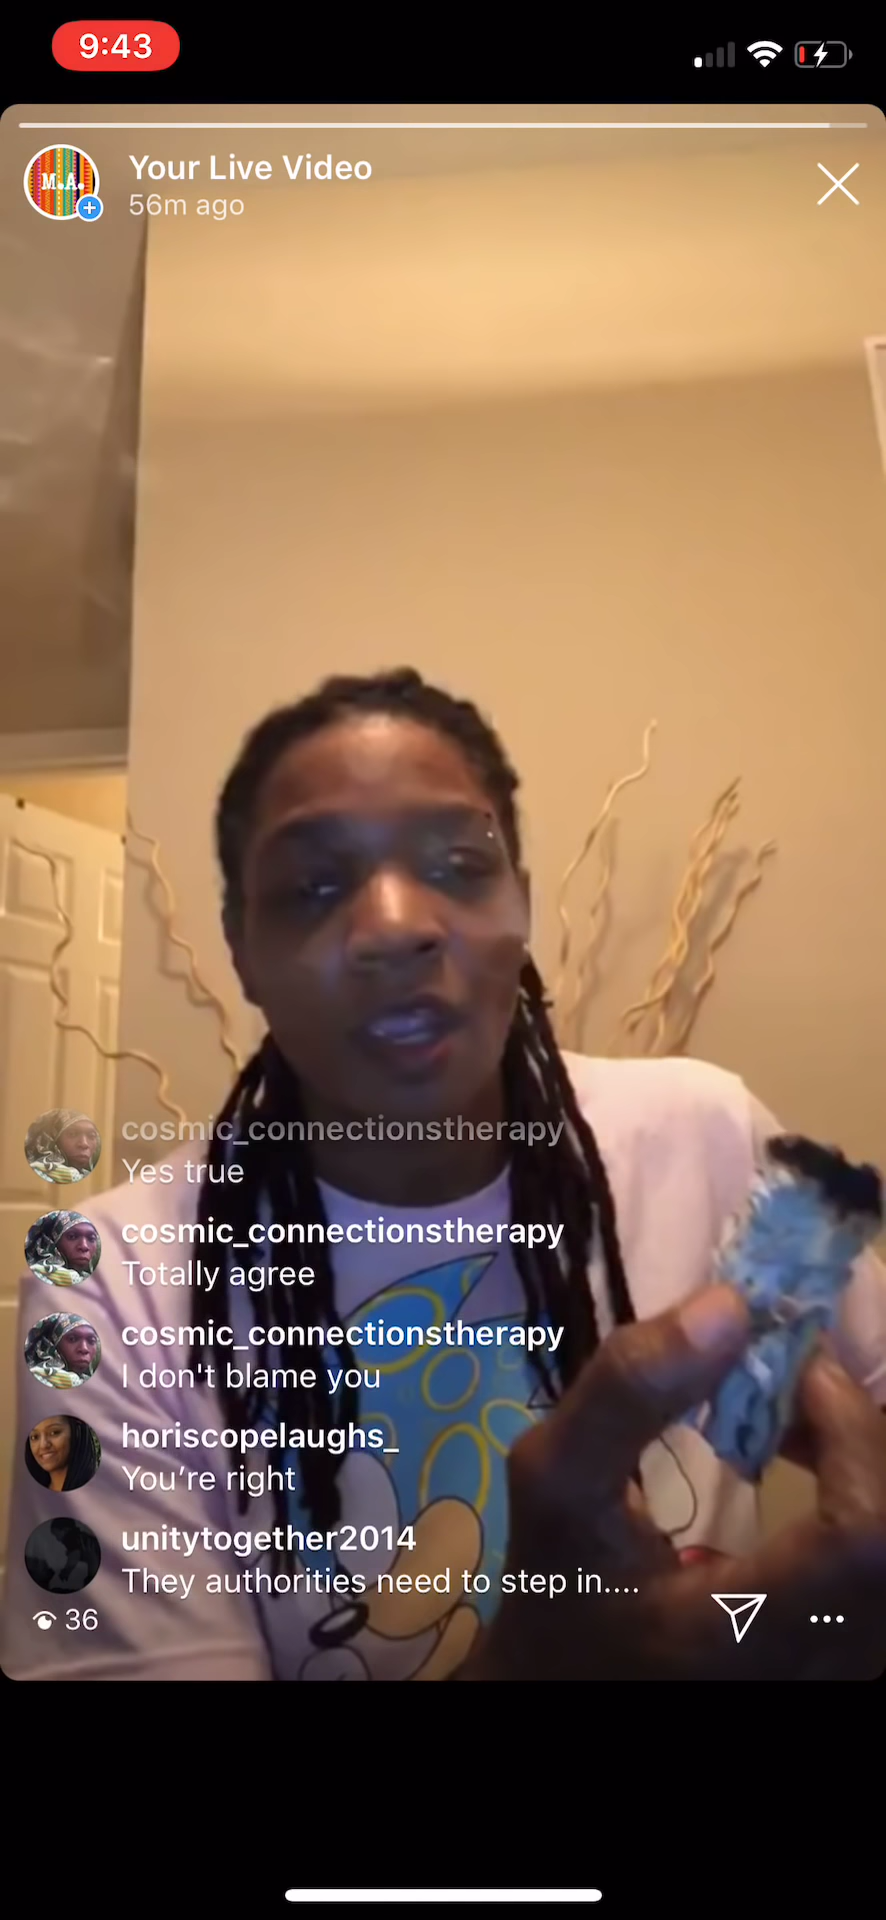 9:43
M.A.
Your Live Video
56m ago
cosmic_connectionstherapy
Yes true
cosmic_connectionstherapy
Totally agree
cosmic_connectionstherapy
I don't blame you
horiscopelaughs_
You’re right
unitytogether2014
They authorities need to step in....
36